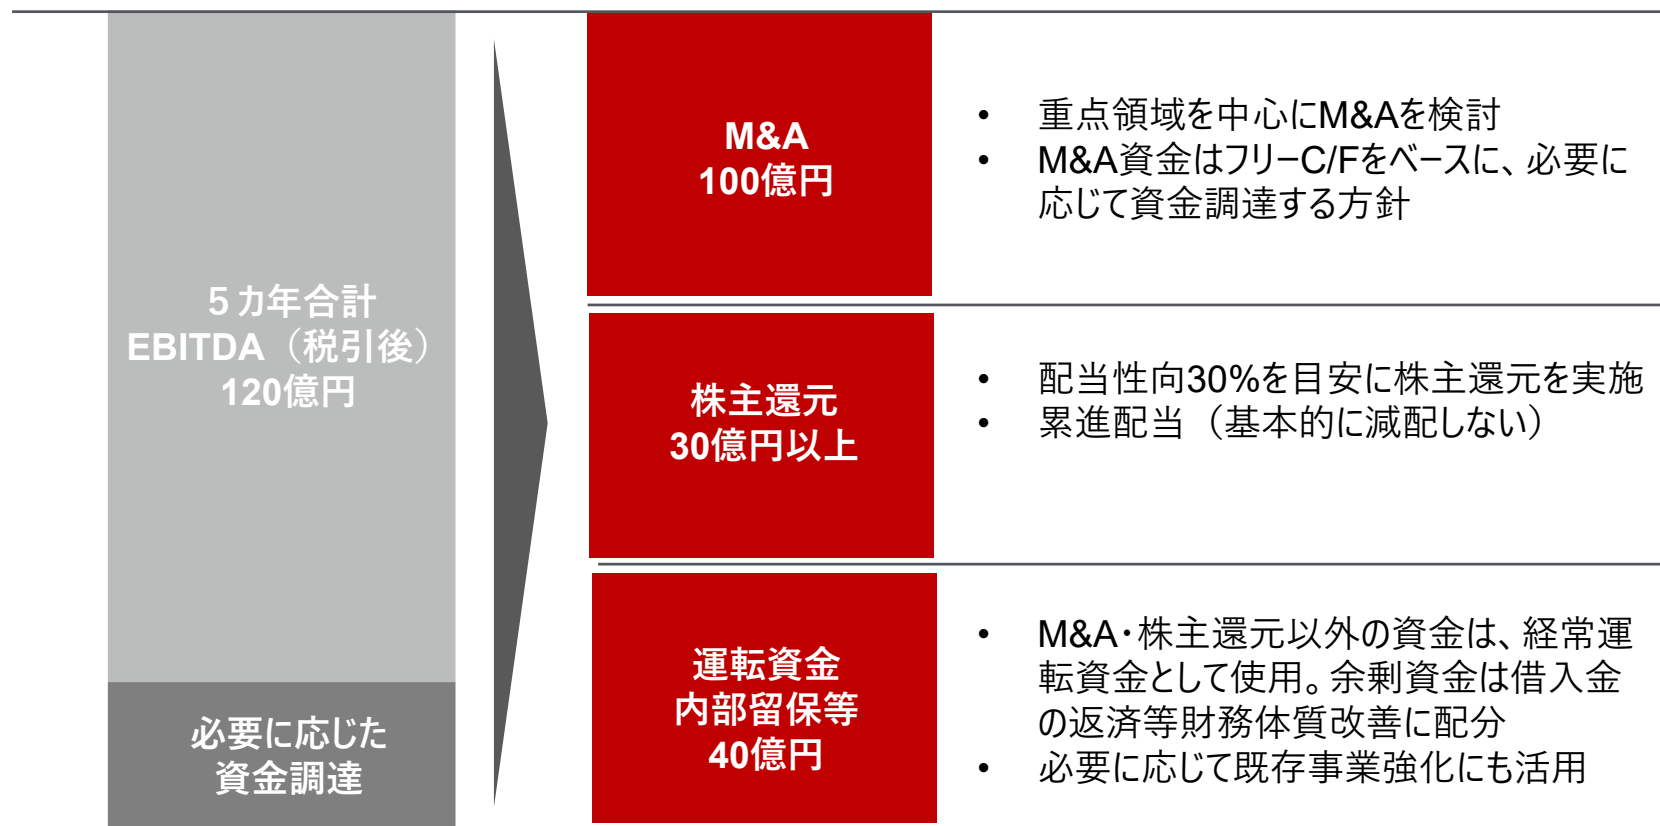 ５カ年合計
EBITDA（税引後）
120億円
必要に応じた
資金調達
M&A
100億円
• 重点領域を中心にM&Aを検討
• M&A資金はフリーC/Fをベースに、必要に
応じて資金調達する方針
株主還元
30億円以上
• 配当性向30%を目安に株主還元を実施
• 累進配当（基本的に減配しない）
運転資金
内部留保等
40億円
• M&A・株主還元以外の資金は、経常運
転資金として使用。余剰資金は借入金
の返済等財務体質改善に配分
• 必要に応じて既存事業強化にも活用